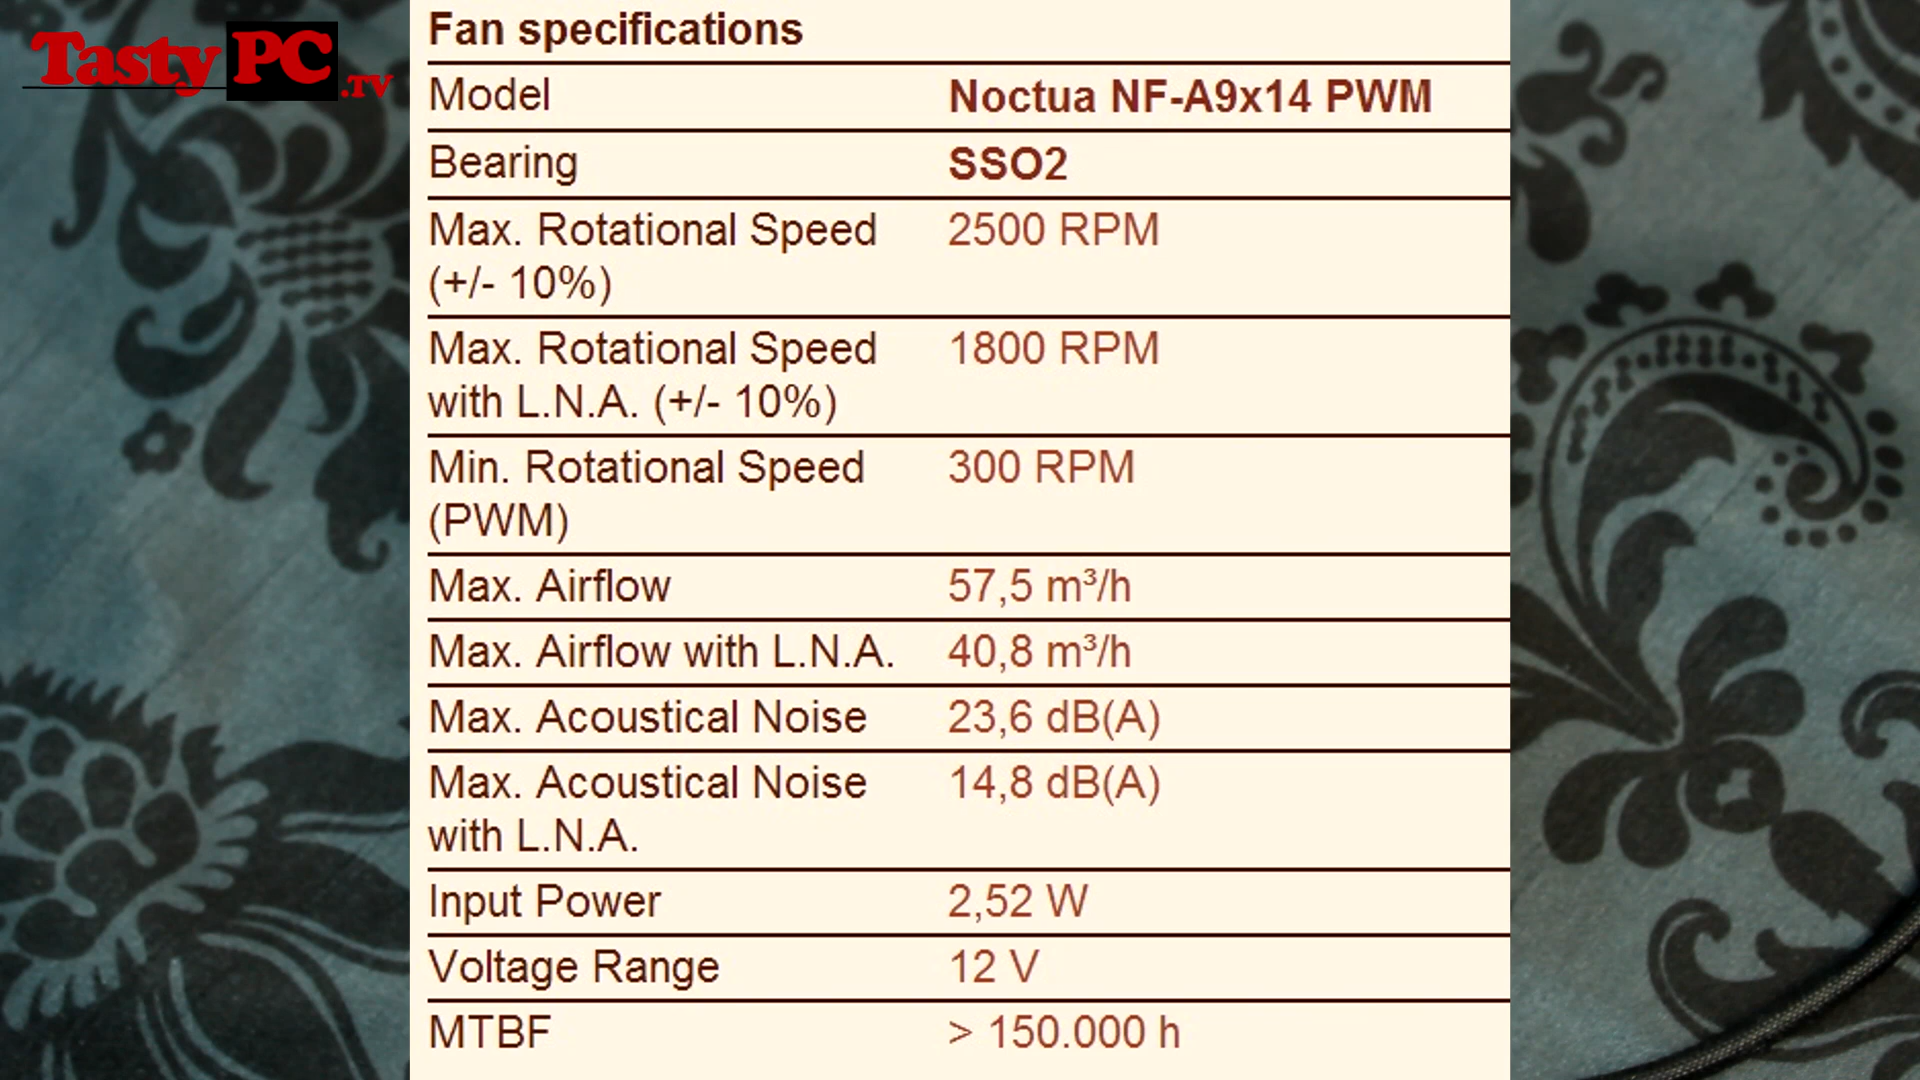 Tasty PC.TV
Fan specifications
Model Noctua NF-A9x14 PWM
Bearing SSO2
Max. Rotational Speed 2500 RPM
(+/- 10%)
Max. Rotational Speed 1800 RPM
with L.N.A. (+/- 10%)
Min. Rotational Speed 300 RPM
(PWM)
Max. Airflow 57,5 m³/h
Max. Airflow with L.N.A. 40,8 m³/h
Max. Acoustical Noise 23,6 dB(A)
Max. Acoustical Noise 14,8 dB(A)
with L.N.A.
Input Power 2,52 W
Voltage Range 12 V
MTBF > 150.000 h